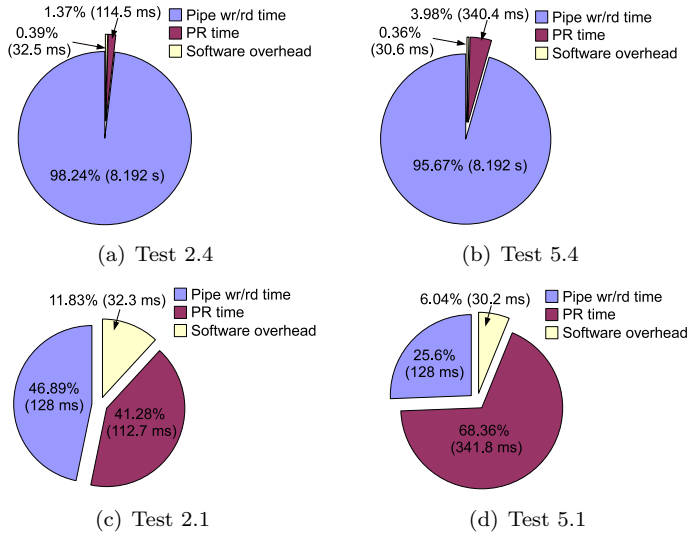 1.37% (114.5 ms)
0.39%
(32.5 ms)
Pipe wr/rd time
PR time
Software overhead
98.24% (8.192 s)
(a) Test 2.4
3.98% (340.4 ms)
0.36%
(30.6 ms)
Pipe wr/rd time
PR time
Software overhead
95.67% (8.192 s)
(b) Test 5.4
11.83% (32.3 ms)
Pipe wr/rd time
PR time
Software overhead
46.89%
(128 ms)
41.28%
(112.7 ms)
(c) Test 2.1
6.04% (30.2 ms)
Pipe wr/rd time
PR time
Software overhead
25.6%
(128 ms)
68.36%
(341.8 ms)
(d) Test 5.1